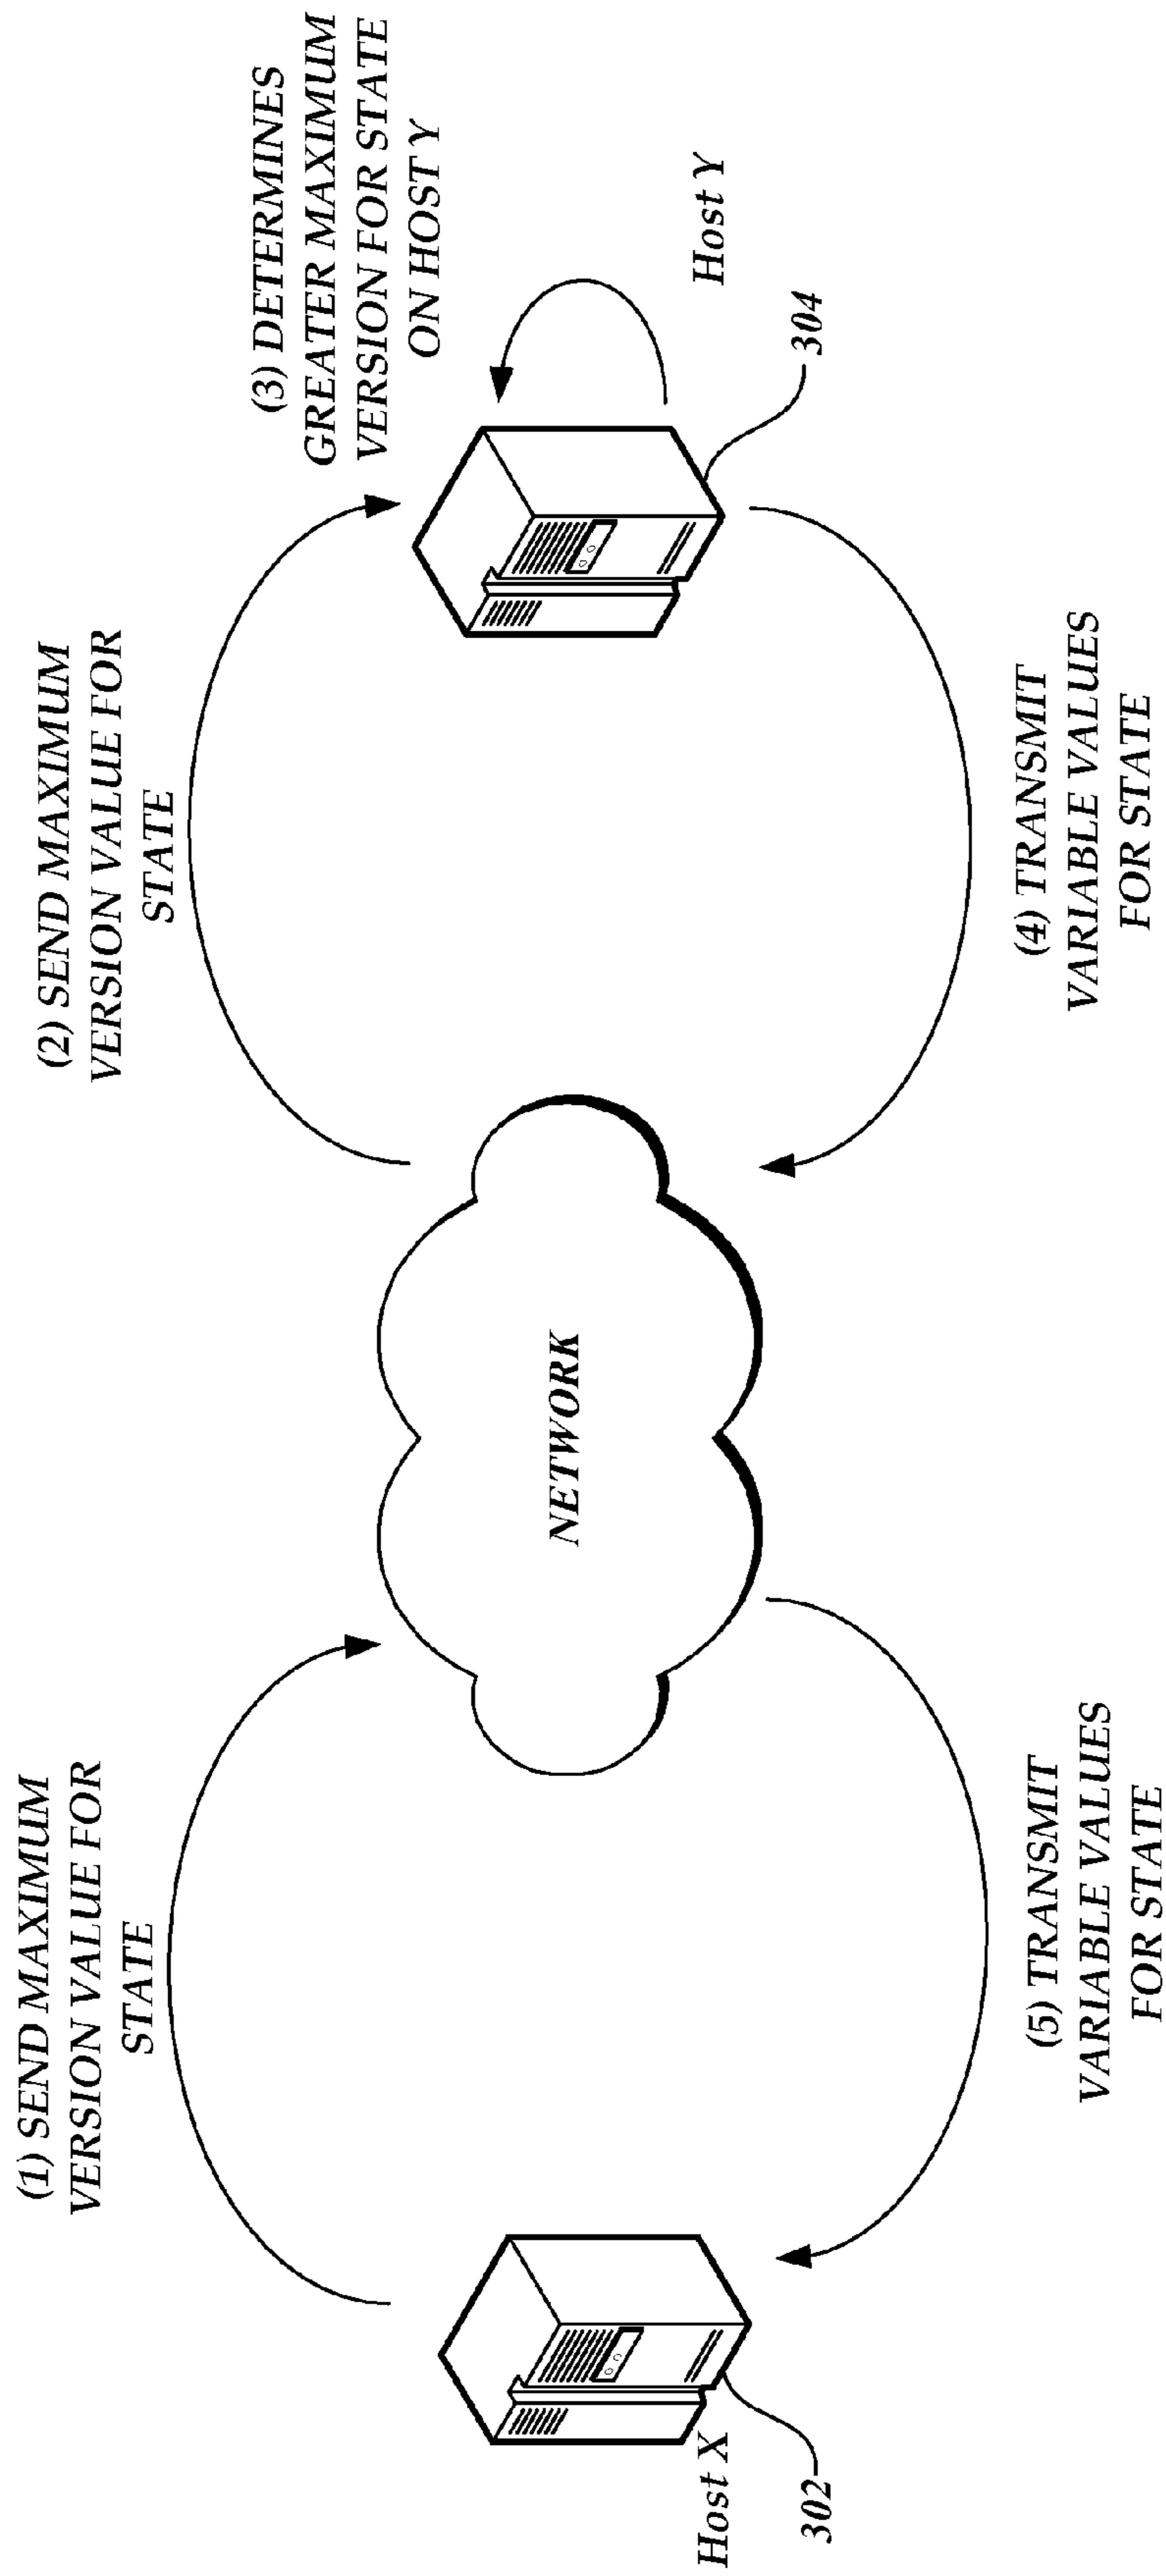 (1) SEND MAXIMUM
VERSION VALUE FOR
STATE
(2) SEND MAXIMUM
VERSION VALUE FOR
STATE
(3) DETERMINES
GREATER MAXIMUM
VERSION FOR STATE
ON HOST Y
Host X
302
NETWORK
Host Y
304
(5) TRANSMIT
VARIABLE VALUES
FOR STATE
(4) TRANSMIT
VARIABLE VALUES
FOR STATE